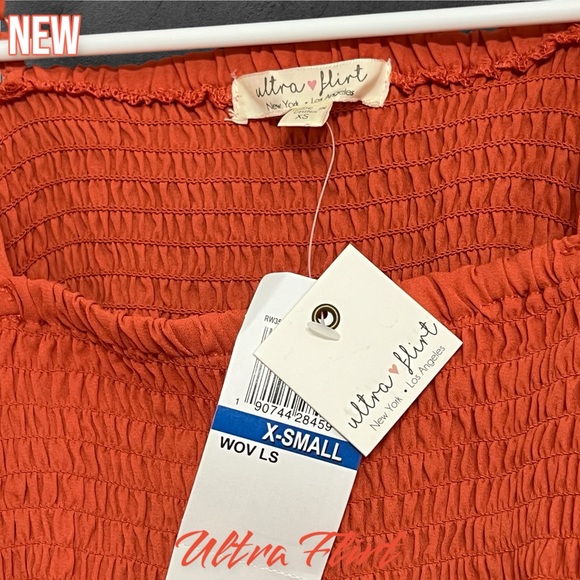 NEW
ultra flirt
New York • Los Angeles
XS
ultra flirt
New York • Los Angeles
1 90744 28459
X-SMALL
WOV LS
Ultra Flirt